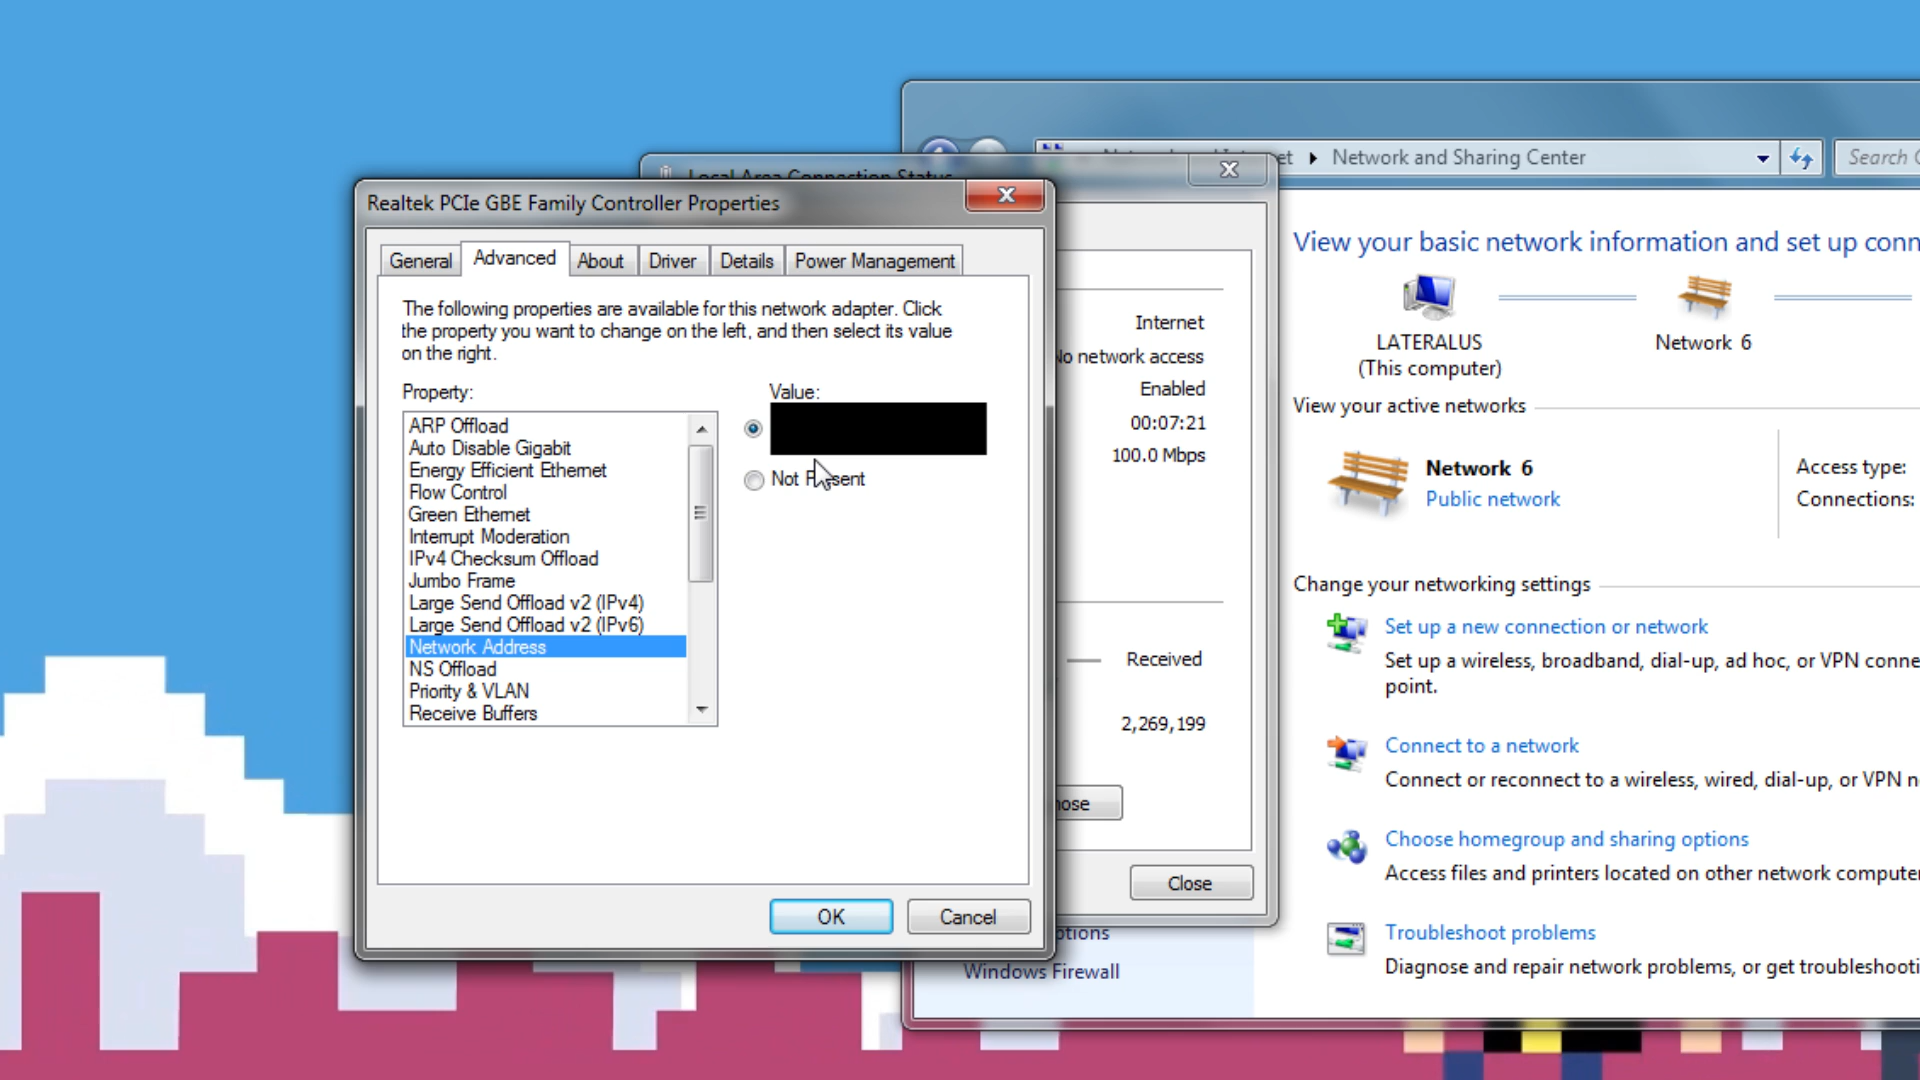 Network and Sharing Center
Search
Local Area Connection Status
Realtek PCIe GBE Family Controller Properties
General
Advanced
About
Driver
Details
Power Management
The following properties are available for this network adapter. Click
the property you want to change on the left, and then select its value
on the right.
Property:
Value:
ARP Offload
Auto Disable Gigabit
Energy Efficient Ethernet
Flow Control
Green Ethernet
Interrupt Moderation
IPv4 Checksum Offload
Jumbo Frame
Large Send Offload v2 (IPv4)
Large Send Offload v2 (IPv6)
Network Address
NS Offload
Priority & VLAN
Receive Buffers
Not Present
OK
Cancel
Internet
No network access
Enabled
00:07:21
100.0 Mbps
Received
2,269,199
Close
Windows Firewall
View your basic network information and set up
LATERALUS
(This computer)
Network 6
View your active networks
Network 6
Public network
Access type:
Connections:
Change your networking settings
Set up a new connection or network
Set up a wireless, broadband, dial-up, ad hoc, or VPN
point.
Connect to a network
Connect or reconnect to a wireless, wired, dial-up, or VPN
Choose homegroup and sharing options
Access files and printers located on other network
Troubleshoot problems
Diagnose and repair network problems, or get